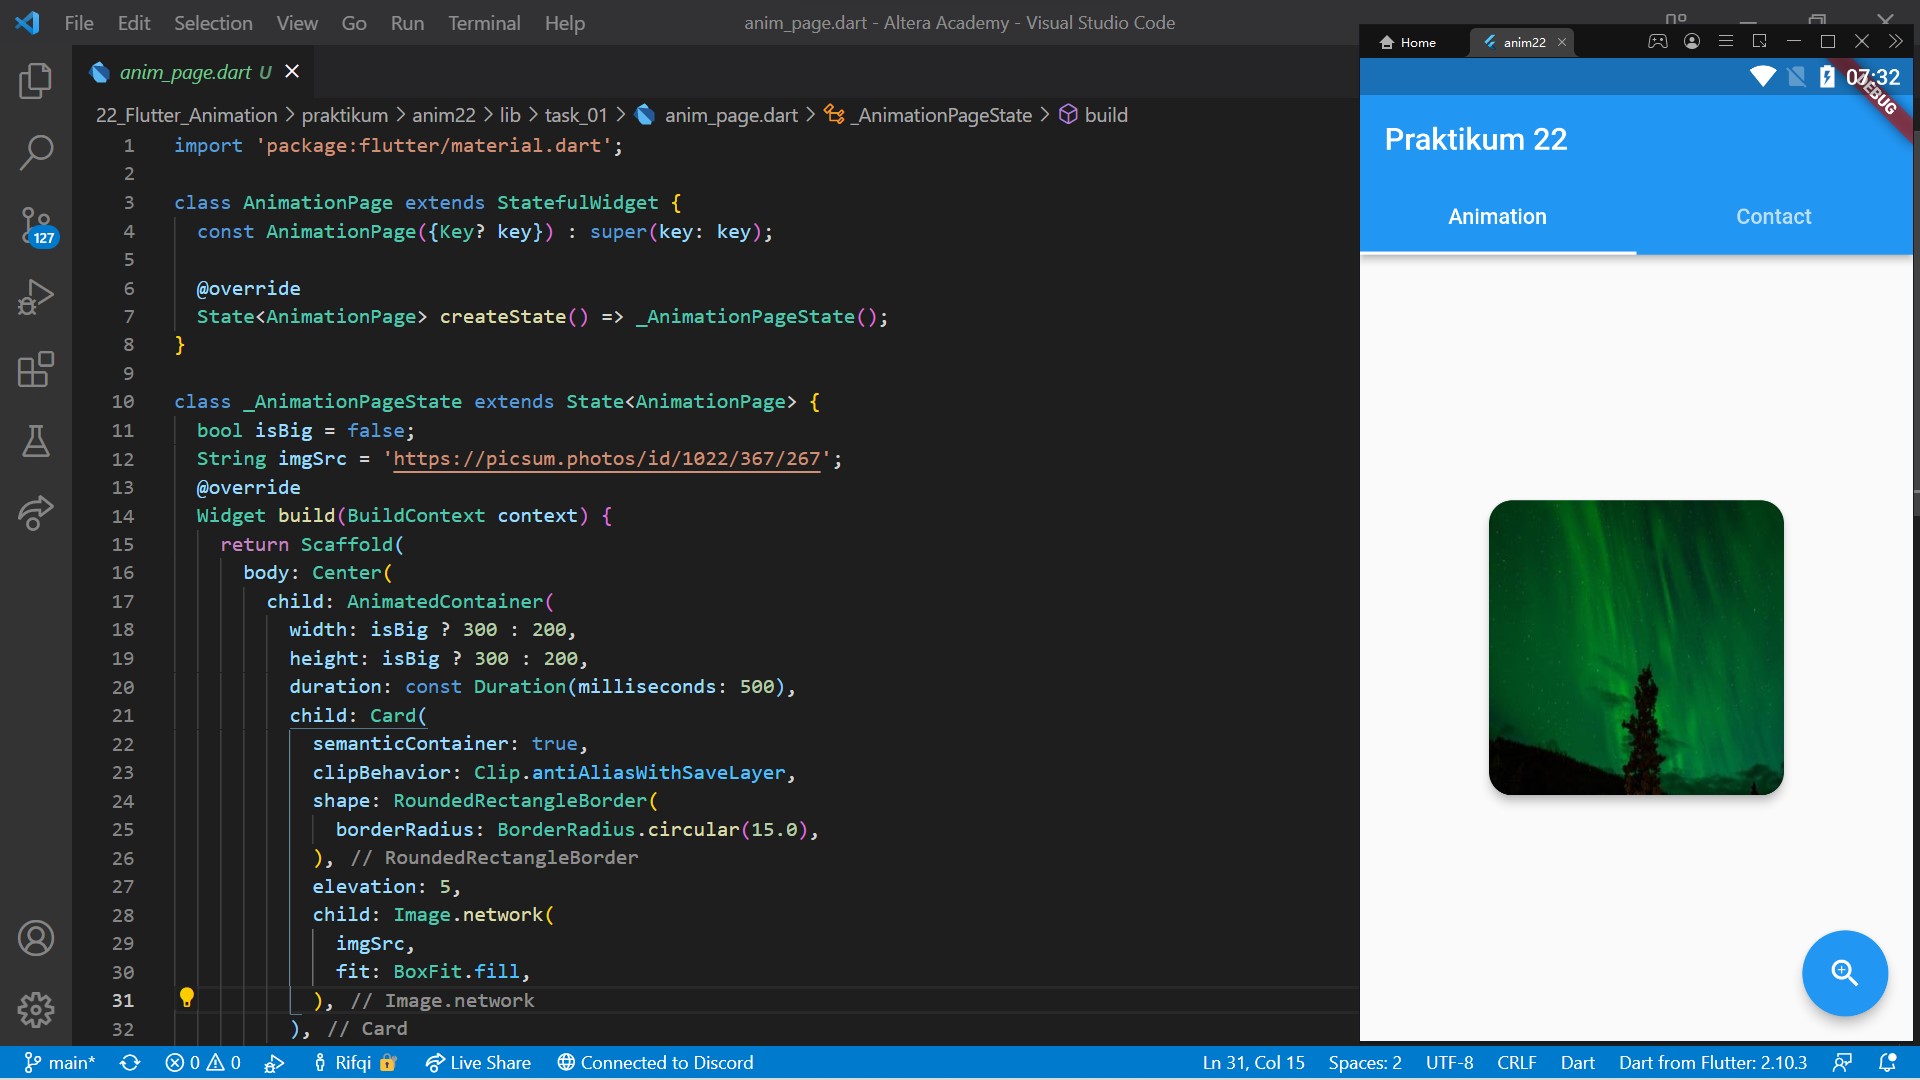 File Edit Selection View Go Run Terminal Help
anim_page.dart - Altera Academy - Visual Studio Code
anim_page.dart U
22_Flutter_Animation > praktikum > anim22 > lib > task_01 > anim_page.dart > _AnimationPageState > build
127
1 import 'package:flutter/material.dart';
2
3 class AnimationPage extends StatefulWidget {
4 const AnimationPage({Key? key}) : super(key: key);
5
6 @override
7 State<AnimationPage> createState() => _AnimationPageState();
8 }
9
10 class _AnimationPageState extends State<AnimationPage> {
11 bool isBig = false;
12 String imgSrc = 'https://picsum.photos/id/1022/367/267';
13 @override
14 Widget build(BuildContext context) {
15 return Scaffold(
16 body: Center(
17 child: AnimatedContainer(
18 width: isBig ? 300 : 200,
19 height: isBig ? 300 : 200,
20 duration: const Duration(milliseconds: 500),
21 child: Card(
22 semanticContainer: true,
23 clipBehavior: Clip.antiAliasWithSaveLayer,
24 shape: RoundedRectangleBorder(
25 borderRadius: BorderRadius.circular(15.0),
26 ), // RoundedRectangleBorder
27 elevation: 5,
28 child: Image.network(
29 imgSrc,
30 fit: BoxFit.fill,
31 ), // Image.network
32 ), // Card
Home anim22
07:32
DEBUG
Praktikum 22
Animation Contact
main* 0 0 Rifqi Live Share Connected to Discord Ln 31, Col 15 Spaces: 2 UTF-8 CRLF Dart Dart from Flutter: 2.10.3